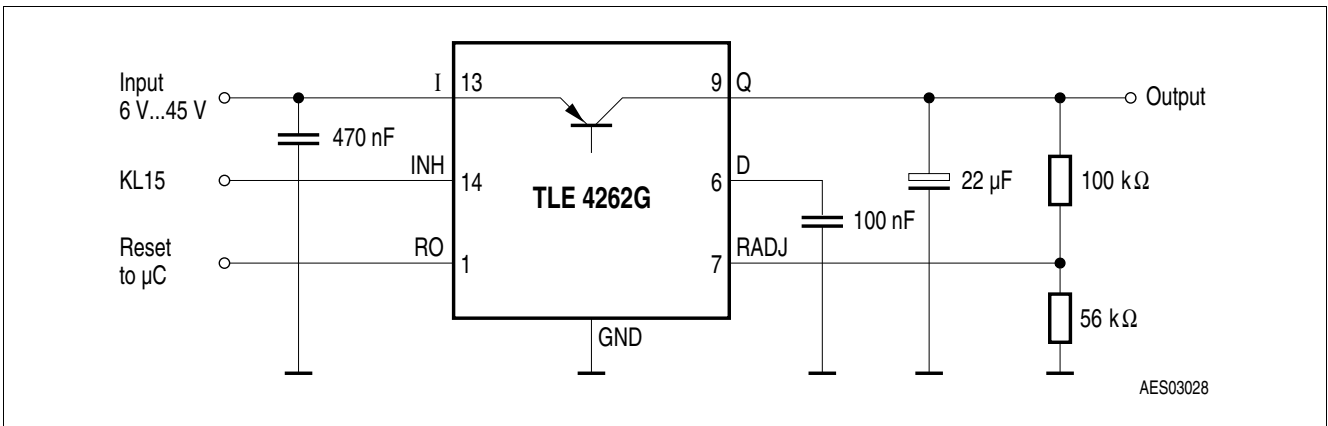 Input
6 V...45 V
I
13
9
Q
Output
470 nF
KL15
INH
14
TLE 4262G
6
D
22 µF
100 kΩ
100 nF
Reset
to µC
RO
1
7
RADJ
56 kΩ
GND
AES03028